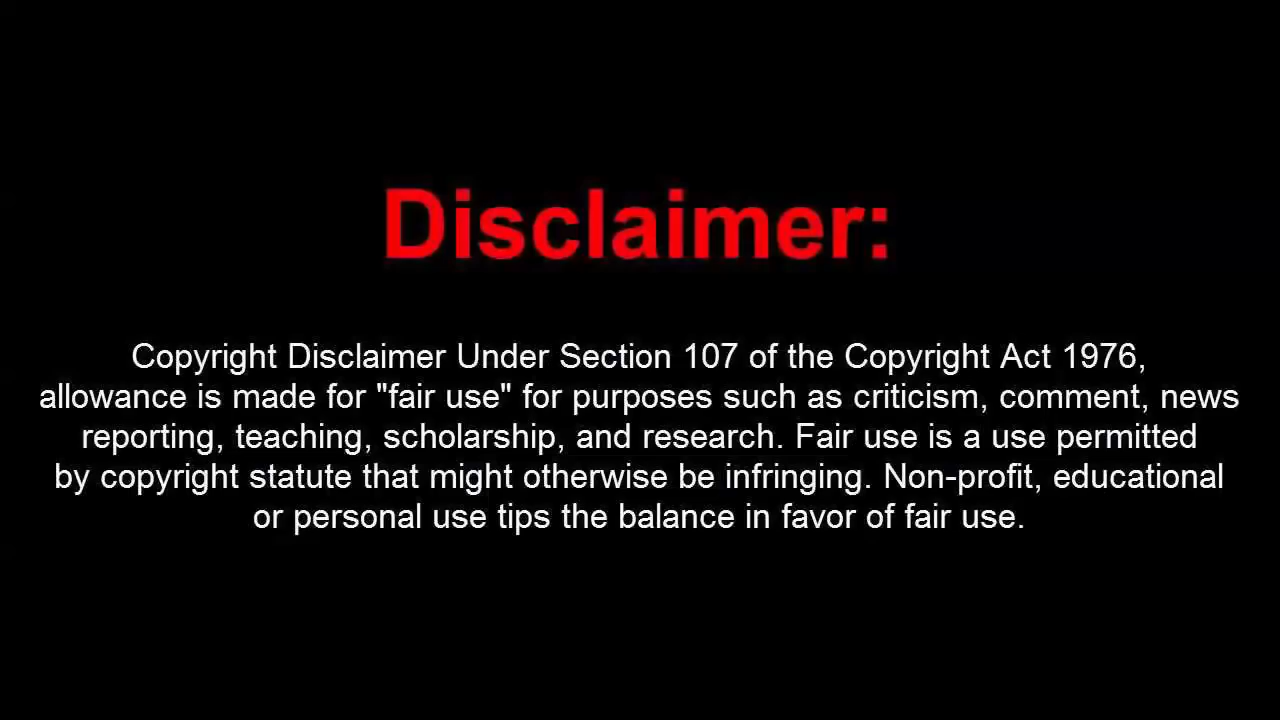 Disclaimer:
Copyright Disclaimer Under Section 107 of the Copyright Act 1976,
allowance is made for "fair use" for purposes such as criticism, comment, news
reporting, teaching, scholarship, and research. Fair use is a use permitted
by copyright statute that might otherwise be infringing. Non-profit, educational
or personal use tips the balance in favor of fair use.